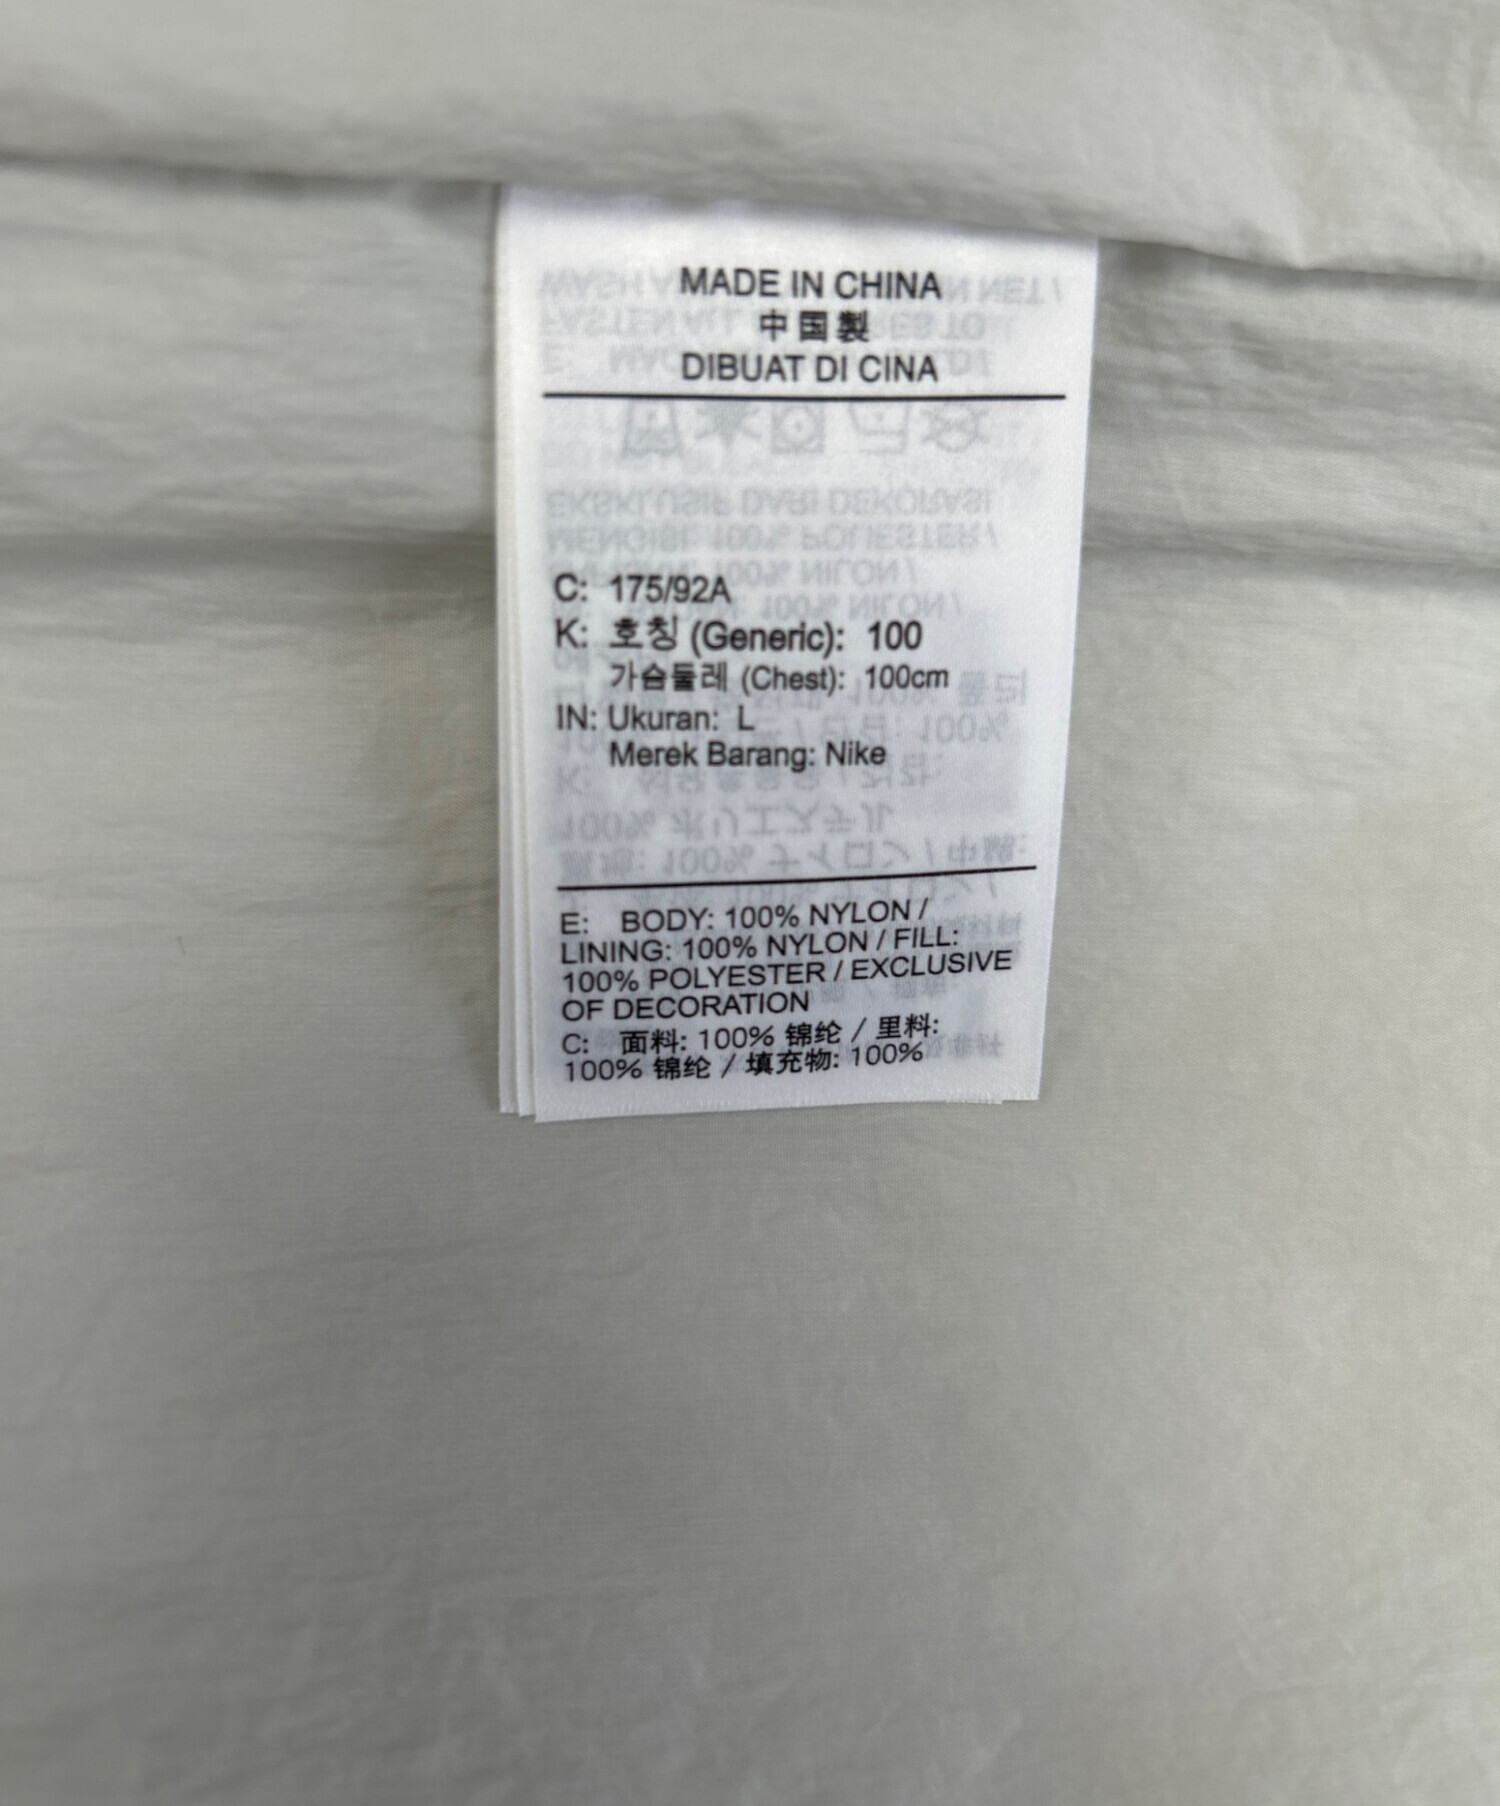 MADE IN CHINA
中国製
DIBUAT DI CINA
C: 175/92A
K: 호칭 (Generic): 100
가슴둘레 (Chest): 100cm
IN: Ukuran: L
Merek Barang: Nike
E: BODY: 100% NYLON /
LINING: 100% NYLON / FILL:
100% POLYESTER / EXCLUSIVE
OF DECORATION
C: 面料: 100% 锦纶 / 里料:
100% 锦纶 / 填充物: 100%